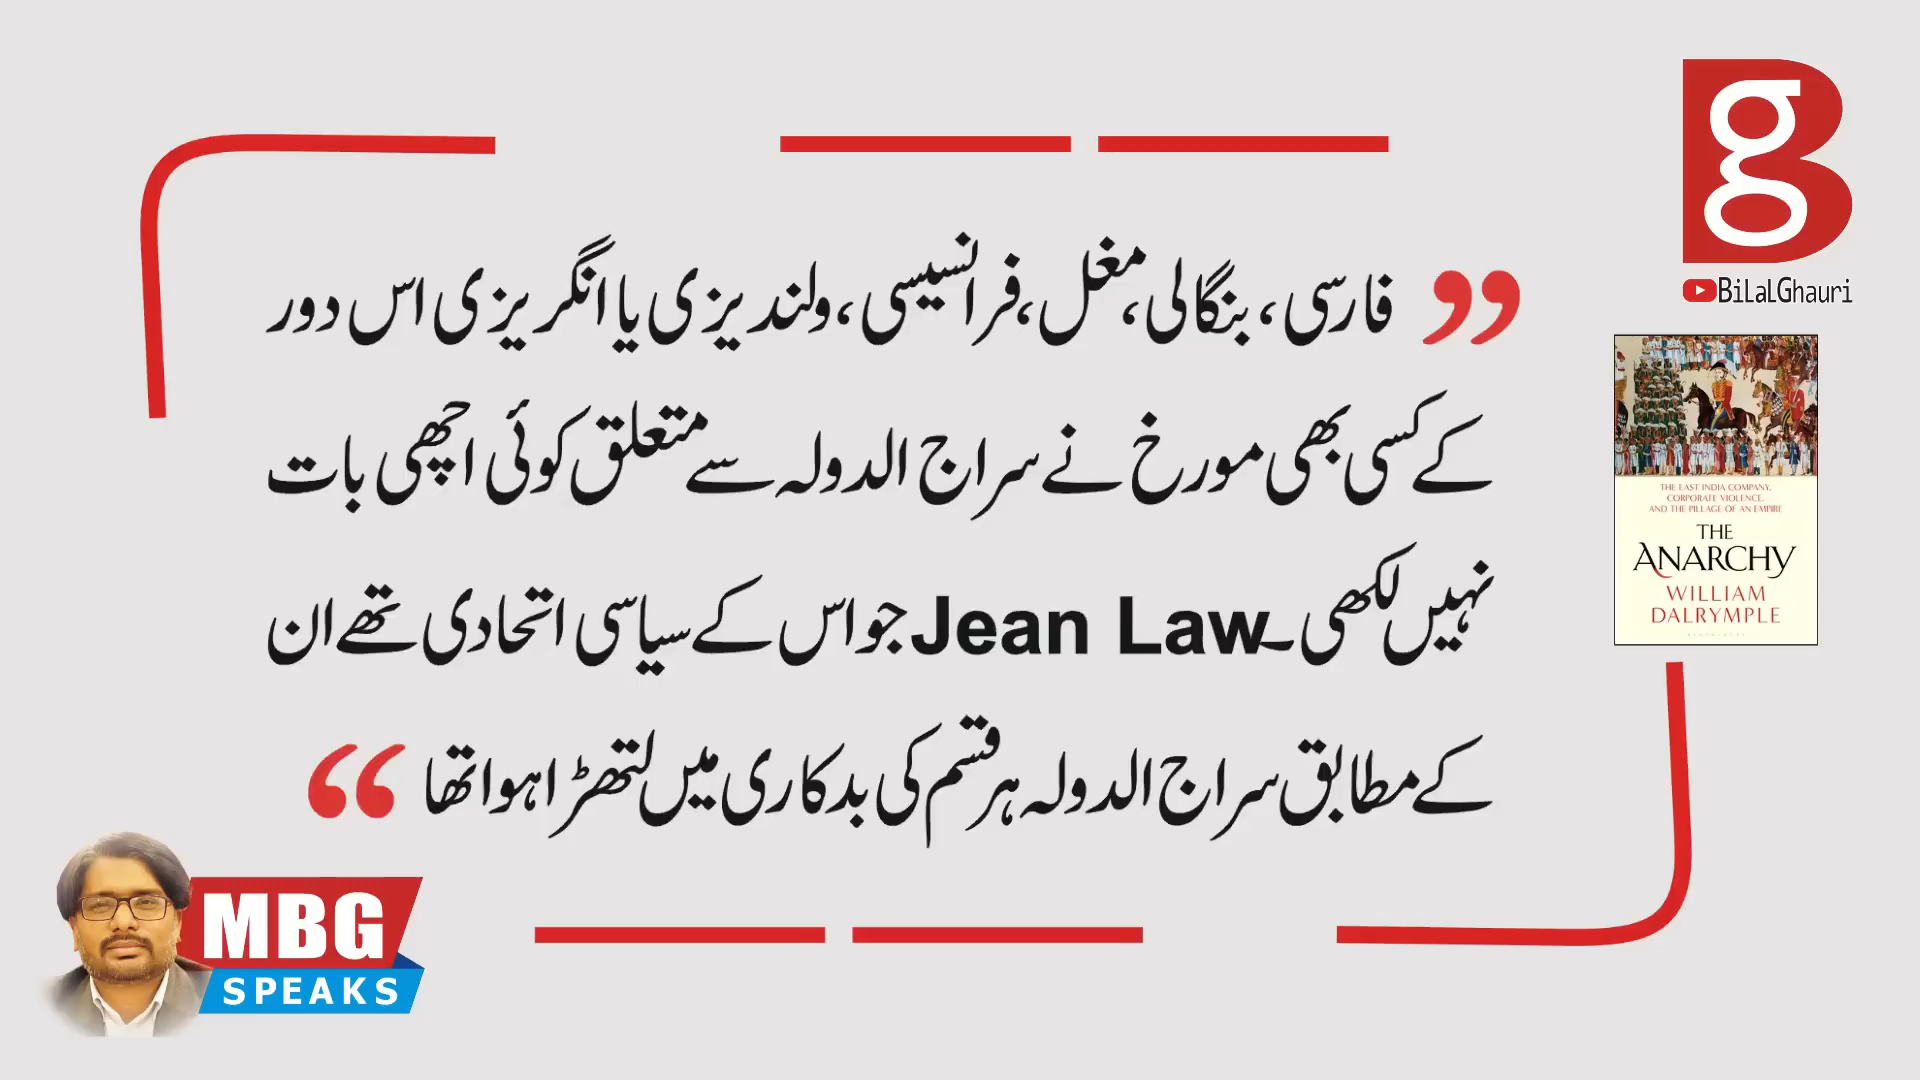 فارسی، بنگالی، مغل، فرانسیسی، ولندیزی یا انگریزی اس دور
کے کسی بھی مورخ نے سراج الدولہ سے متعلق کوئی اچھی بات
نہیں لکھی۔ Jean Law جو اس کے سیاسی اتحادی تھے ان
کے مطابق سراج الدولہ ہر قسم کی بدکاری میں لتھڑا ہوا تھا
Bg
BiLalGhauri
THE EAST INDIA COMPANY,
CORPORATE VIOLENCE,
AND THE PILLAGE OF AN EMPIRE
THE
ANARCHY
WILLIAM
DALRYMPLE
MBG
SPEAKS